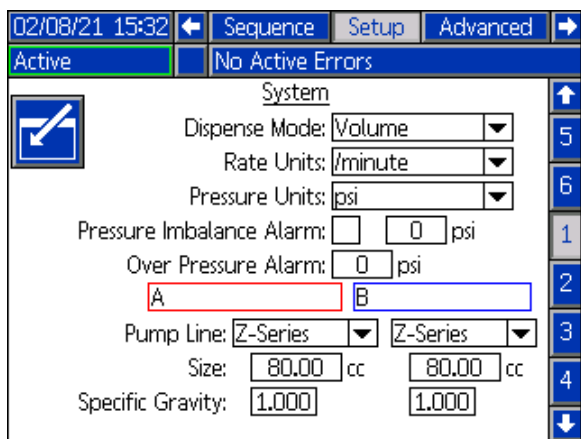 02/08/21 15:32 Sequence Setup Advanced
Active No Active Errors
System
Dispense Mode: Volume
5
Rate Units: /minute
Pressure Units: psi
6
Pressure Imbalance Alarm: 0 psi
1
Over Pressure Alarm: 0 psi
2
A B
Pump Line: Z-Series Z-Series
3
Size: 80.00 cc 80.00 cc
4
Specific Gravity: 1.000 1.000